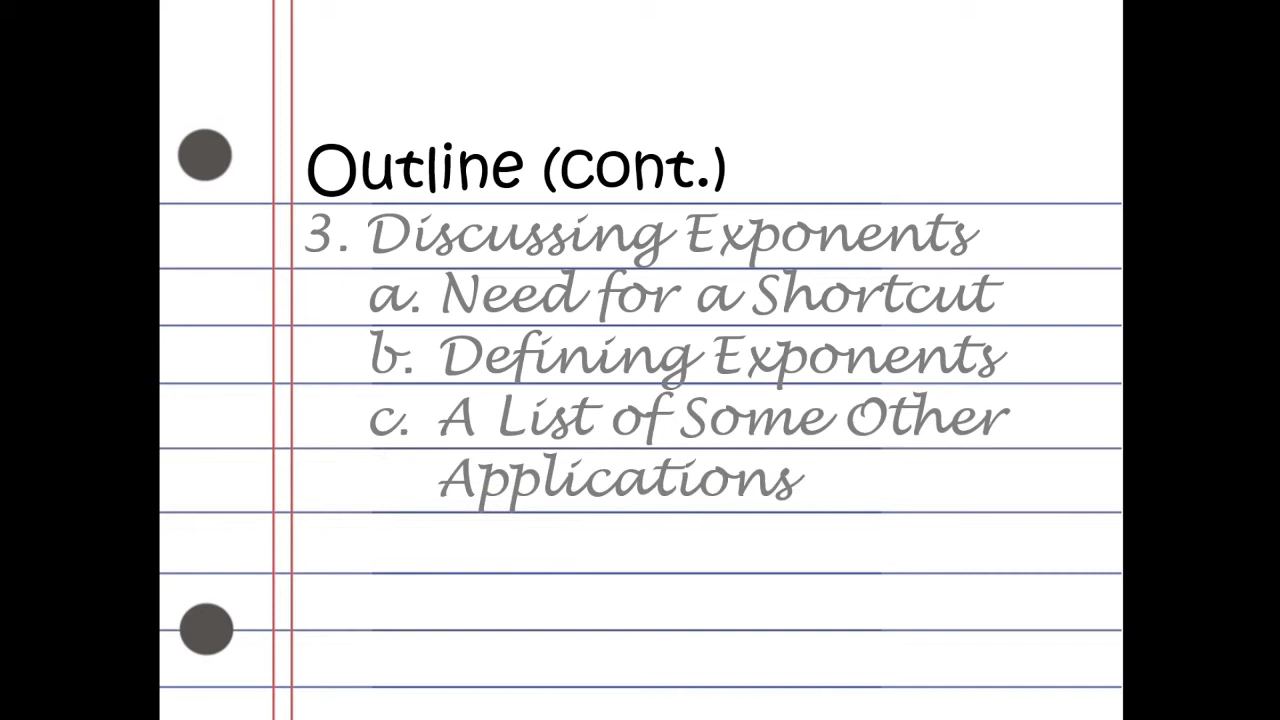 Outline (cont.)
3. Discussing Exponents
a. Need for a Shortcut
b. Defining Exponents
c. A List of Some Other
Applications